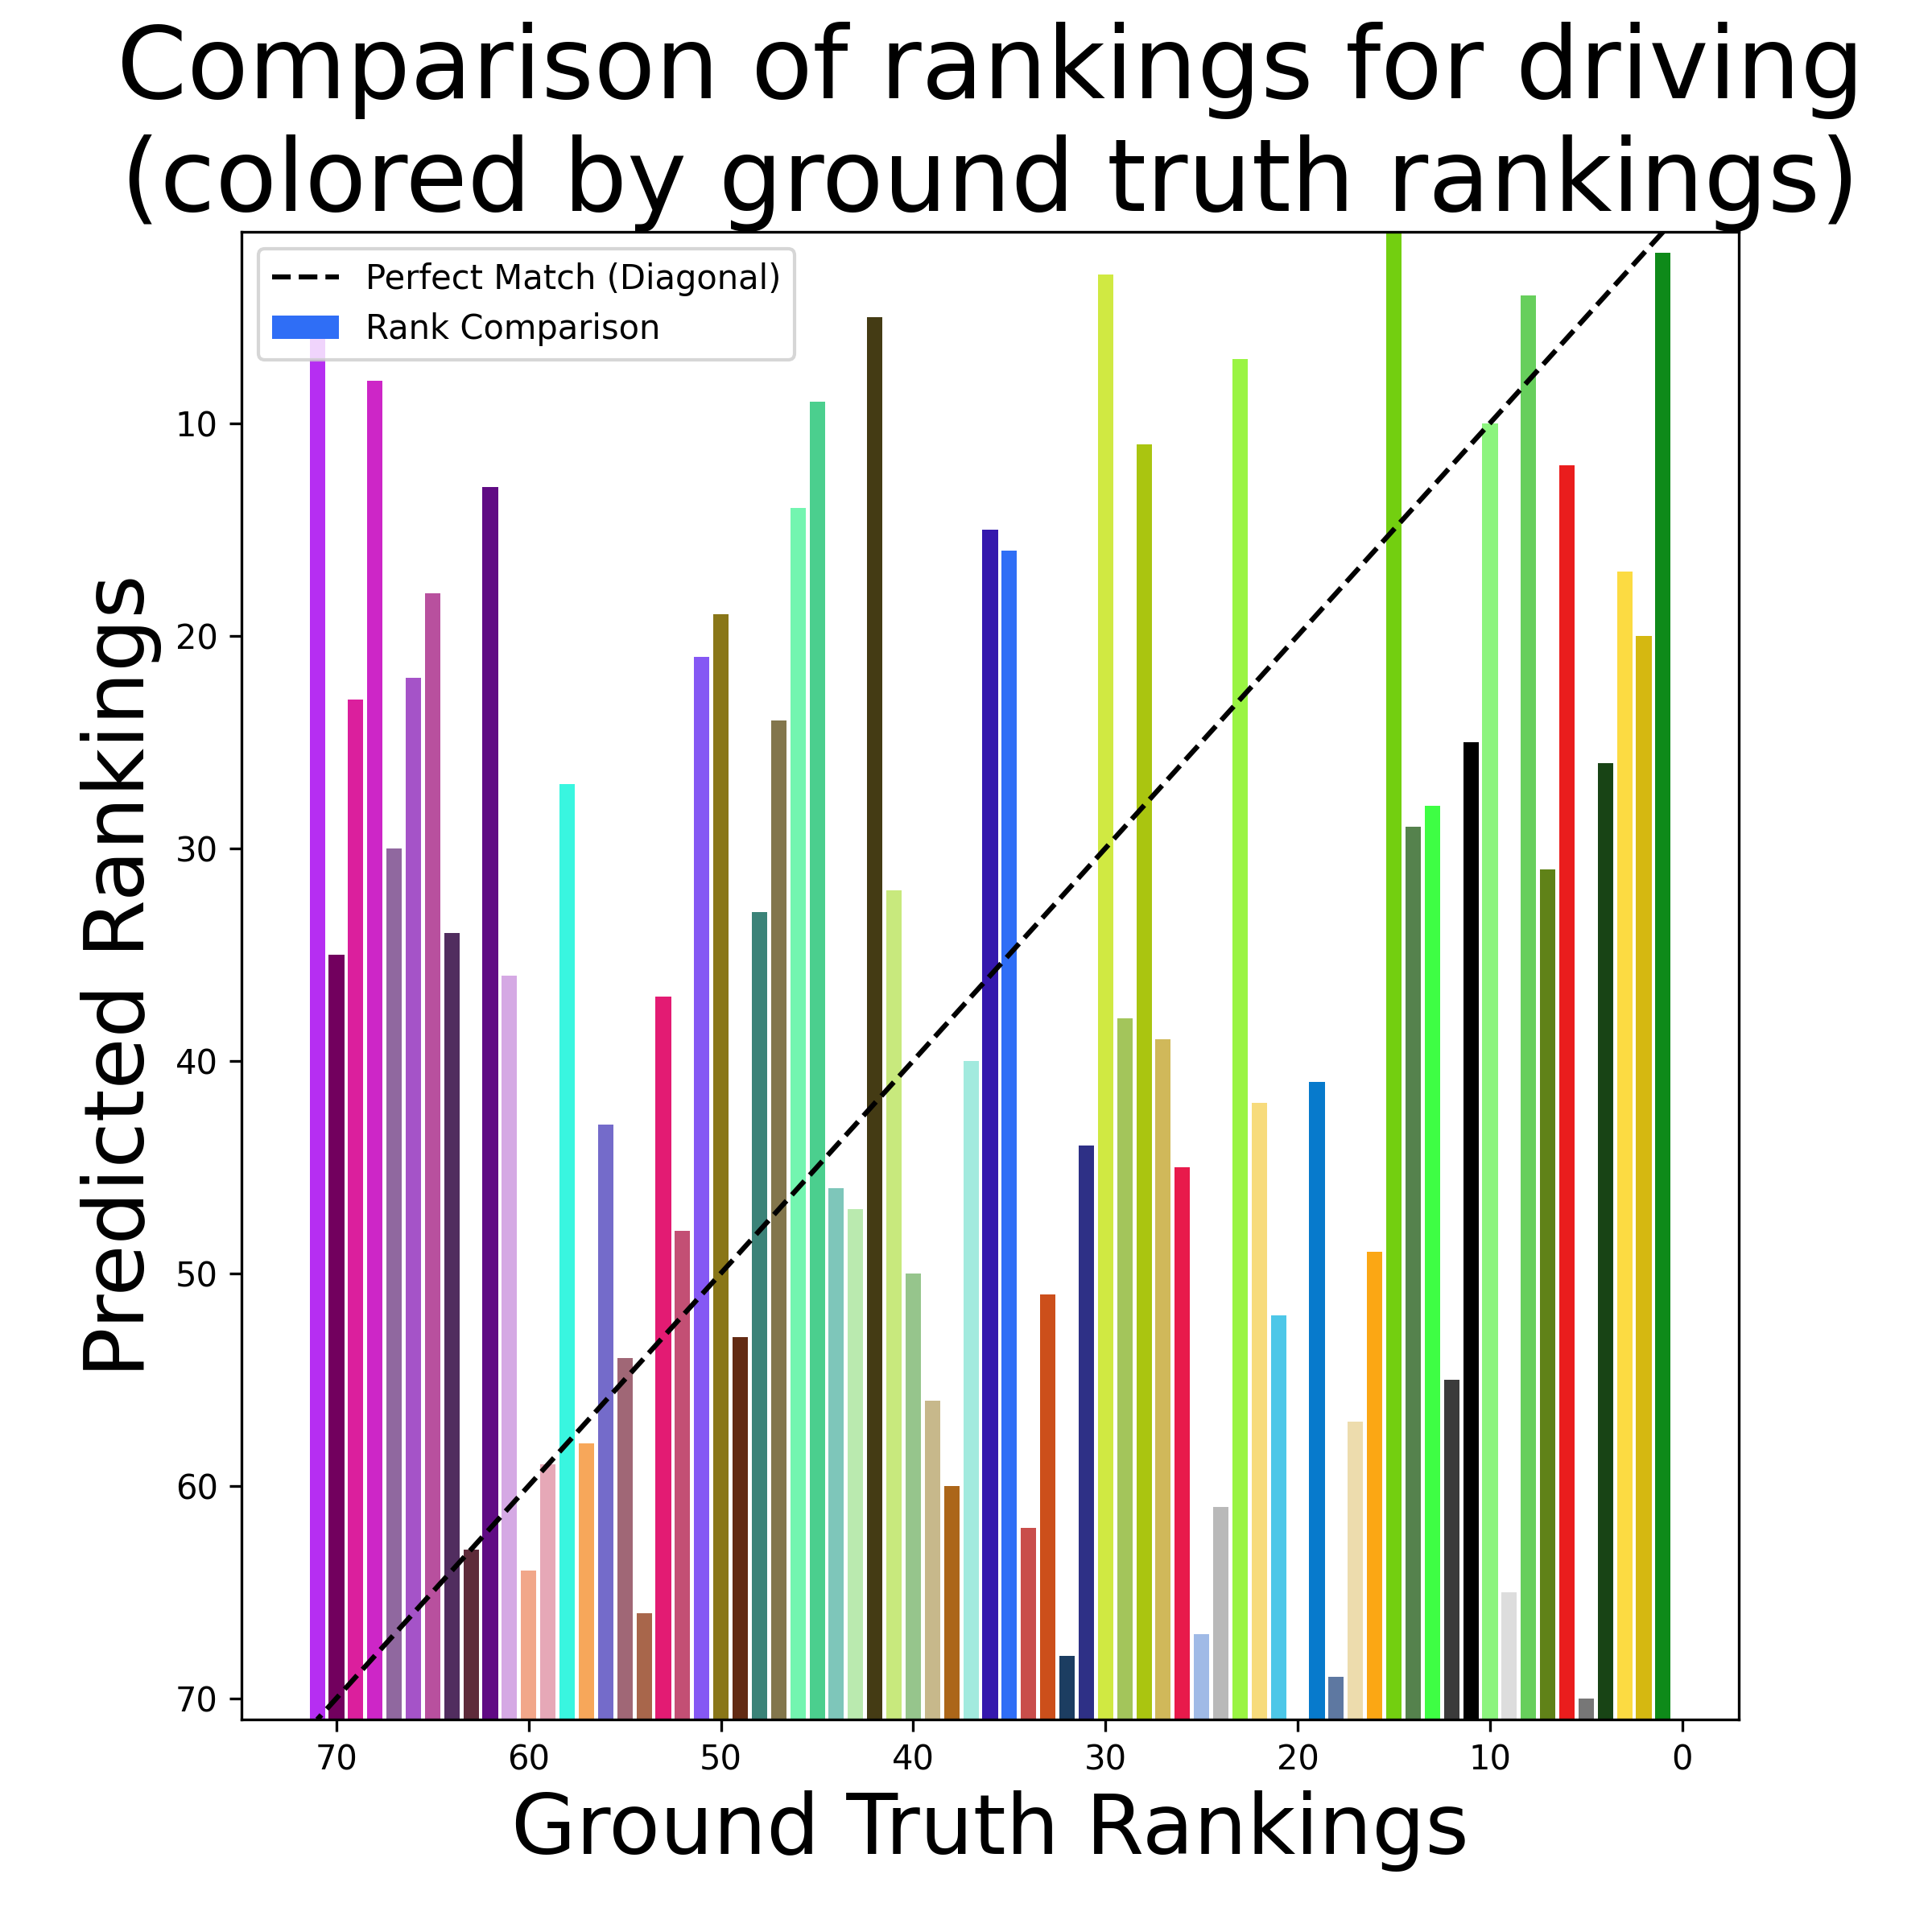 Comparison of rankings for driving
(colored by ground truth rankings)
Perfect Match (Diagonal)
Rank Comparison
Predicted Rankings
10
20
30
40
50
60
70
70
60
50
40
30
20
10
0
Ground Truth Rankings